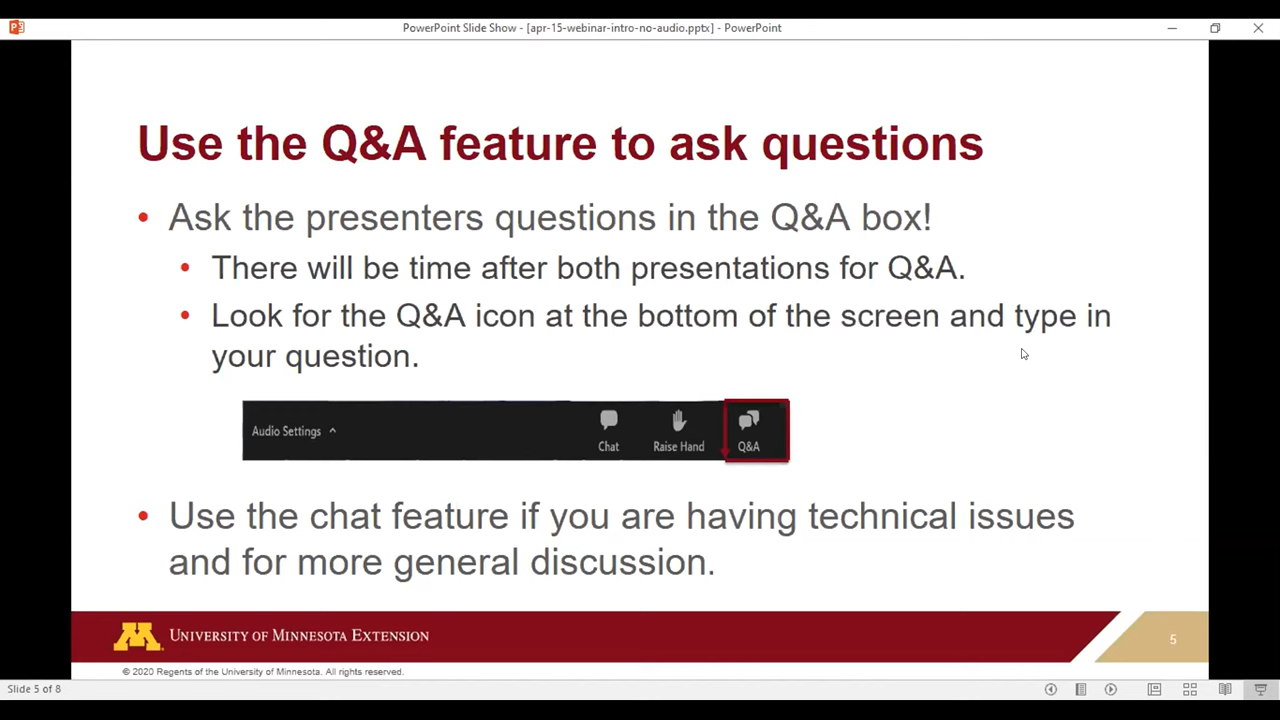 PowerPoint Slide Show - [apr-15-webinar-intro-no-audio.pptx] - PowerPoint
Use the Q&A feature to ask questions
• Ask the presenters questions in the Q&A box!
• There will be time after both presentations for Q&A.
• Look for the Q&A icon at the bottom of the screen and type in
your question.
Audio Settings ^
Chat
Raise Hand
Q&A
• Use the chat feature if you are having technical issues
and for more general discussion.
M UNIVERSITY OF MINNESOTA EXTENSION
5
© 2020 Regents of the University of Minnesota. All rights reserved.
Slide 5 of 8